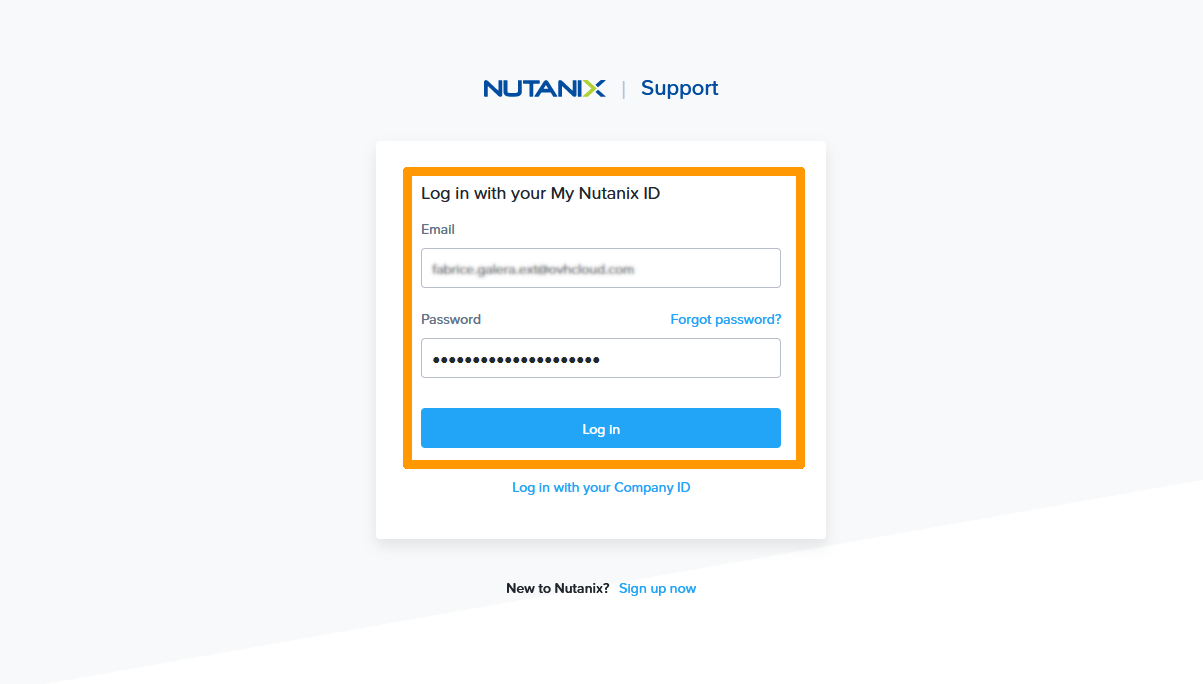 NUTANIX | Support
Log in with your My Nutanix ID
Email
Password Forgot password?
●●●●●●●●●●●●●●●●●●●●●
Log in
Log in with your Company ID
New to Nutanix? Sign up now